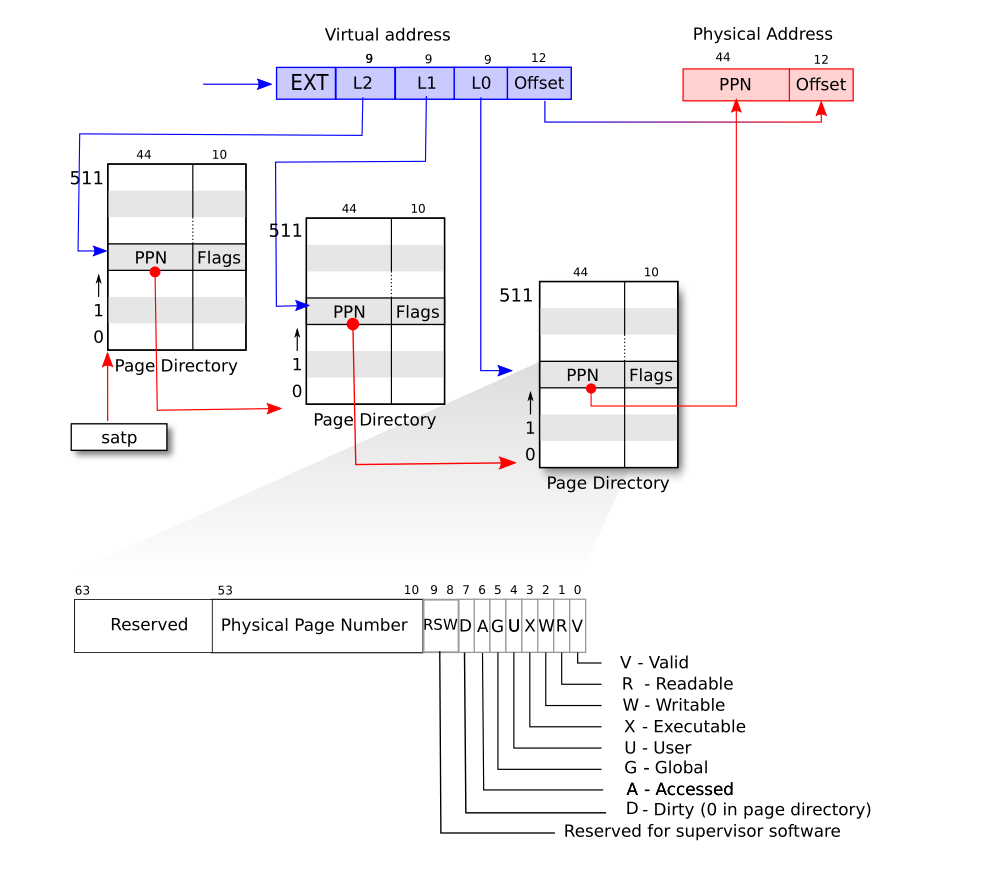 Virtual address
Physical Address
9 9 9 12
44 12
EXT L2 L1 L0 Offset
PPN Offset
44 10
511
PPN Flags
1
0
Page Directory
satp
44 10
511
PPN Flags
1
0
Page Directory
44 10
511
PPN Flags
1
0
Page Directory
63 53 10 9 8 7 6 5 4 3 2 1 0
Reserved Physical Page Number RSW D A G U X W R V
V - Valid
R - Readable
W - Writable
X - Executable
U - User
G - Global
A - Accessed
D - Dirty (0 in page directory)
Reserved for supervisor software